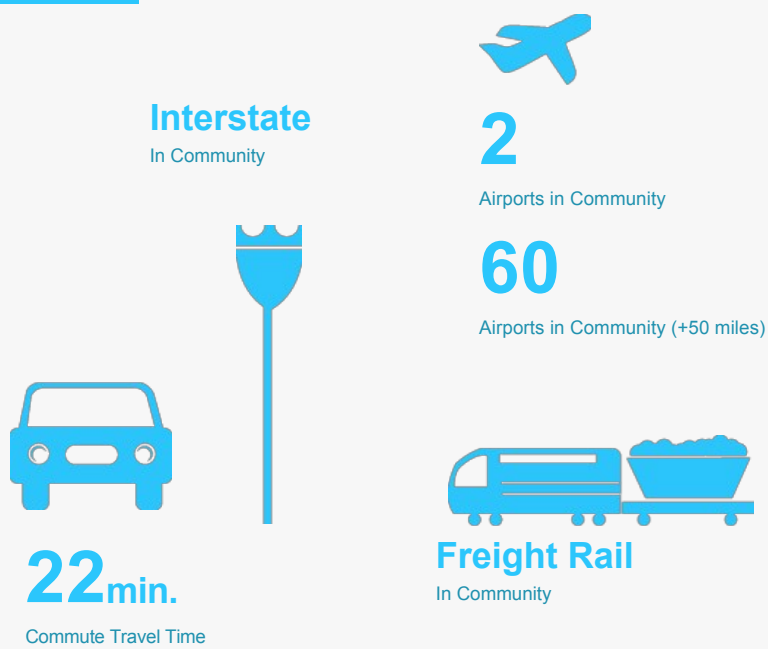 Interstate
In Community
2
Airports in Community
60
Airports in Community (+50 miles)
22min.
Commute Travel Time
Freight Rail
In Community